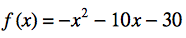 f(x) = −x² − 10x − 30